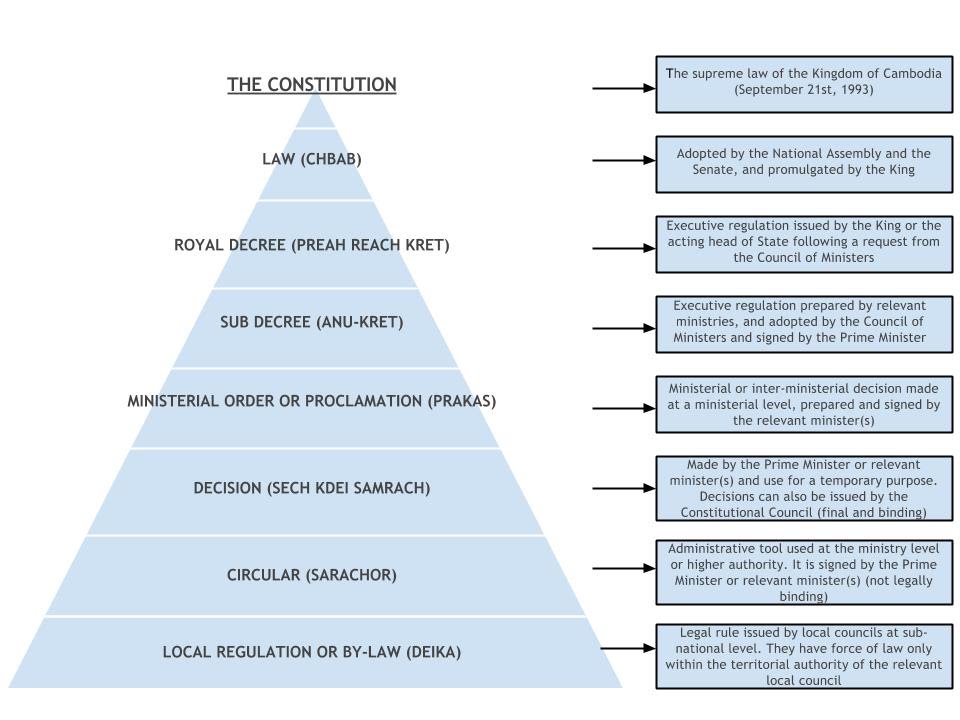 THE CONSTITUTION
The supreme law of the Kingdom of Cambodia
(September 21st, 1993)
LAW (CHBAB)
Adopted by the National Assembly and the
Senate, and promulgated by the King
ROYAL DECREE (PREAH REACH KRET)
Executive regulation issued by the King or the
acting head of State following a request from
the Council of Ministers
SUB DECREE (ANU-KRET)
Executive regulation prepared by relevant
ministries, and adopted by the Council of
Ministers and signed by the Prime Minister
MINISTERIAL ORDER OR PROCLAMATION (PRAKAS)
Ministerial or inter-ministerial decision made
at a ministerial level, prepared and signed by
the relevant minister(s)
DECISION (SECH KDEI SAMRACH)
Made by the Prime Minister or relevant
minister(s) and use for a temporary purpose.
Decisions can also be issued by the
Constitutional Council (final and binding)
CIRCULAR (SARACHOR)
Administrative tool used at the ministry level
or higher authority. It is signed by the Prime
Minister or relevant minister(s) (not legally
binding)
LOCAL REGULATION OR BY-LAW (DEIKA)
Legal rule issued by local councils at sub-
national level. They have force of law only
within the territorial authority of the relevant
local council